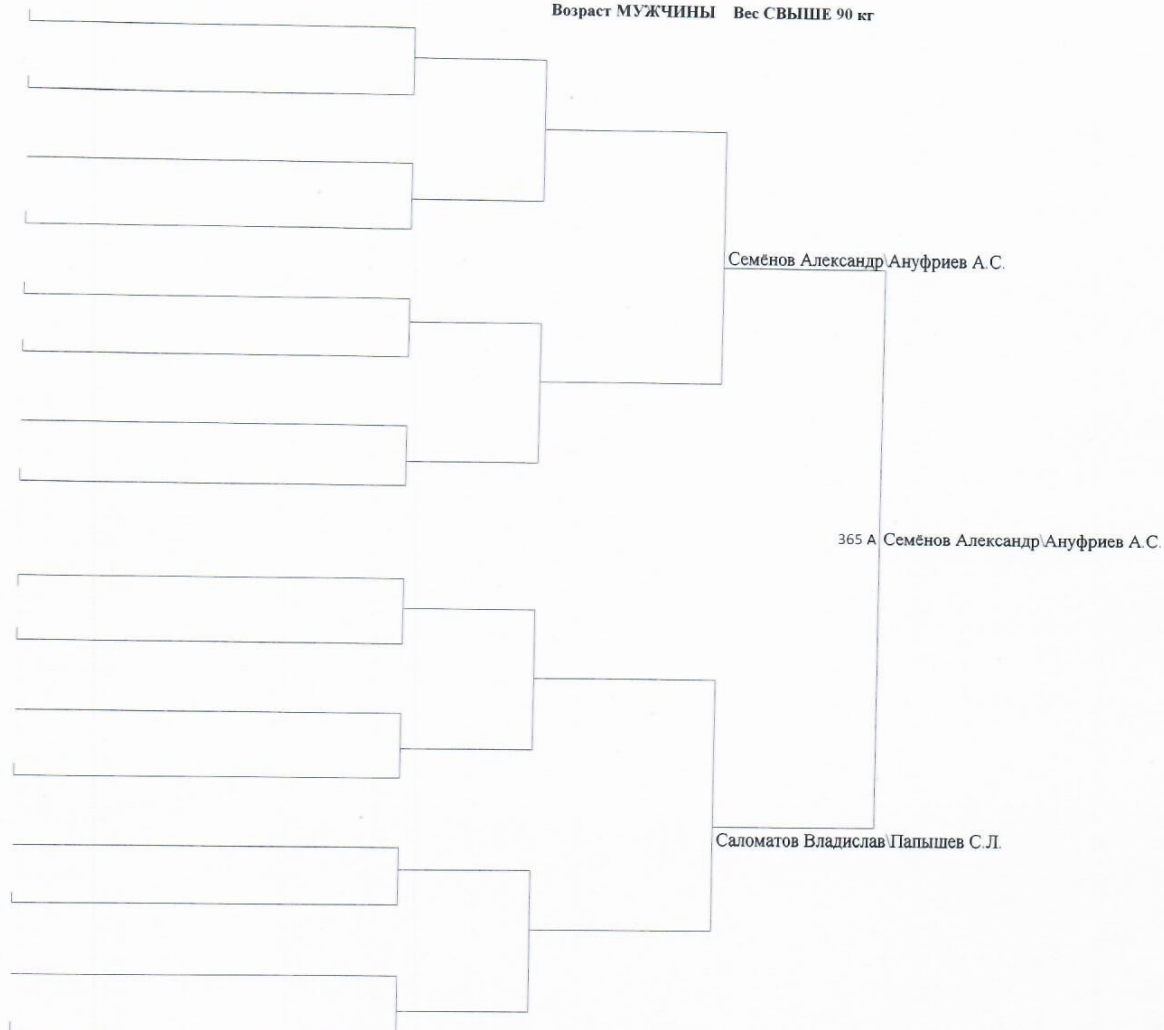 Возраст МУЖЧИНЫ Вес СВЫШЕ 90 кг
Семёнов Александр\Ануфриев А.С.
365 А Семёнов Александр\Ануфриев А.С.
Саломатов Владислав\Папышев С.Л.